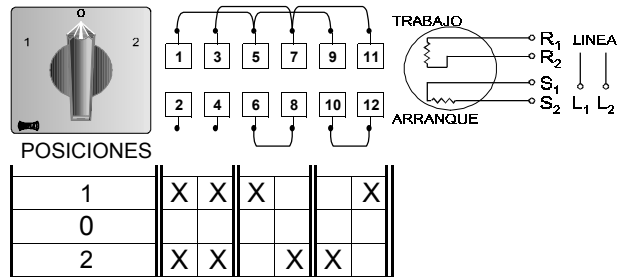 0
1 2
1 3 5 7 9 11
2 4 6 8 10 12
TRABAJO
ARRANQUE
R1
R2
S1
S2
LINEA
L1 L2
POSICIONES
1 X X X X
0
2 X X X X